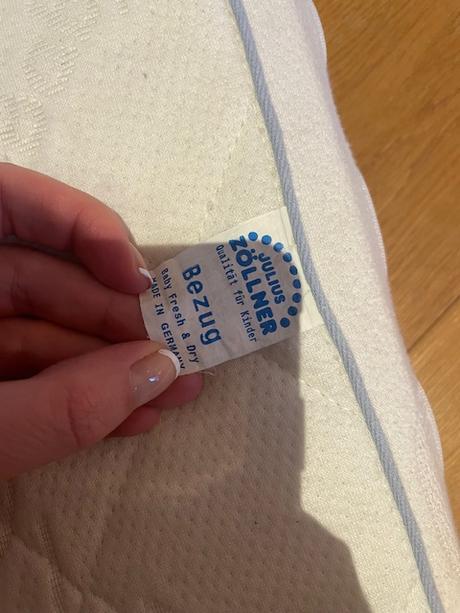 JULIUS
ZÖLLNER
Qualität für Kinder
Bezug
Baby Fresh & Dry
MADE IN GERMANY